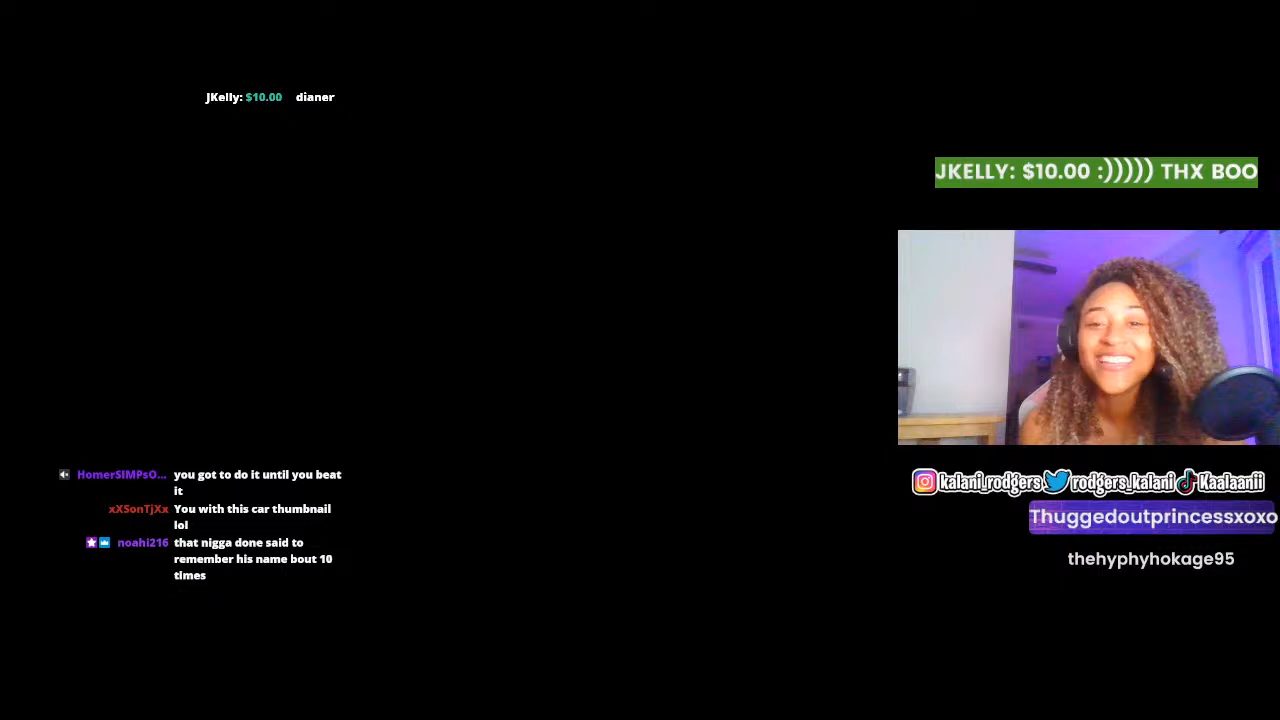 JKelly: $10.00 dianer
JKELLY: $10.00 :))))) THX BOO
HomerSIMPsO... you got to do it until you beat
it
xXSonTjXx You with this car thumbnail
lol
noahi216 that nigga done said to
remember his name bout 10
times
kalani_rodgers rodgers_kalani Kaalaanii
Thuggedoutprincessxoxo
thehyphyhokage95